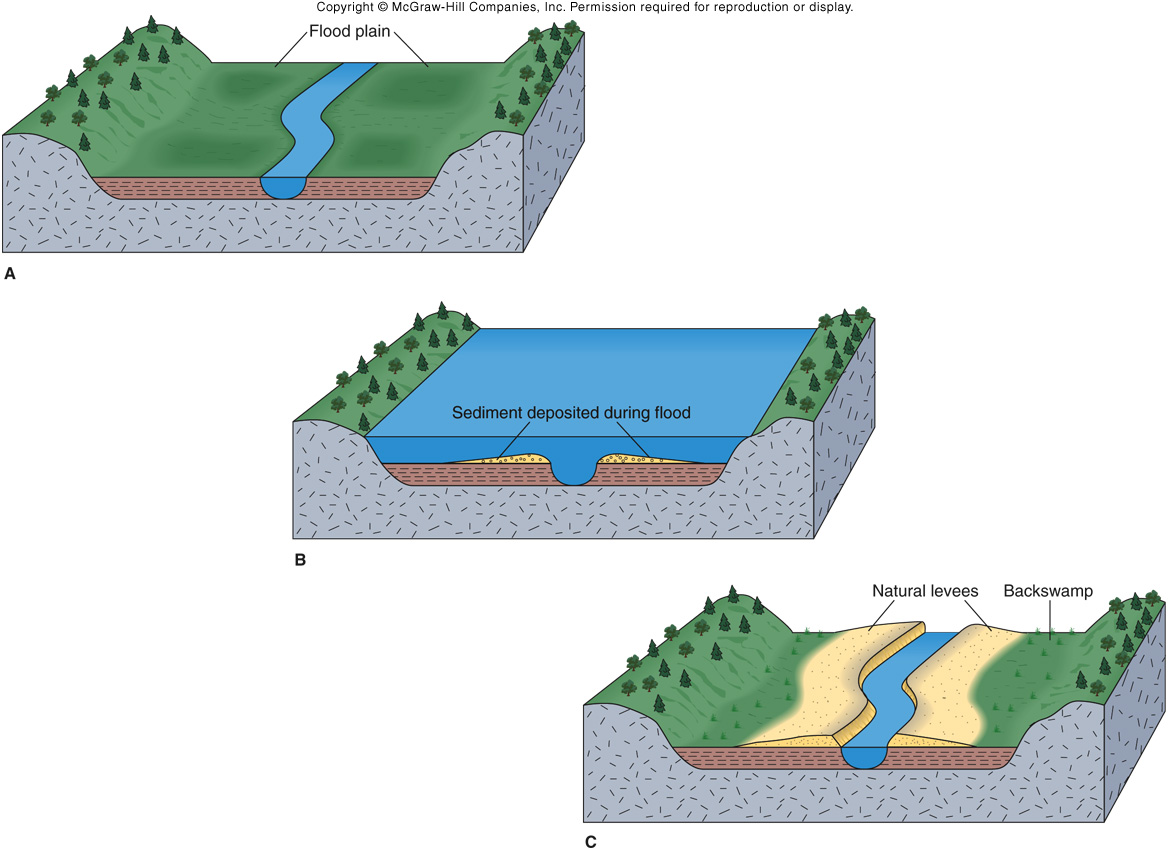 Copyright © McGraw-Hill Companies, Inc. Permission required for reproduction or display.
Flood plain
A
Sediment deposited during flood
B
Natural levees
Backswamp
C